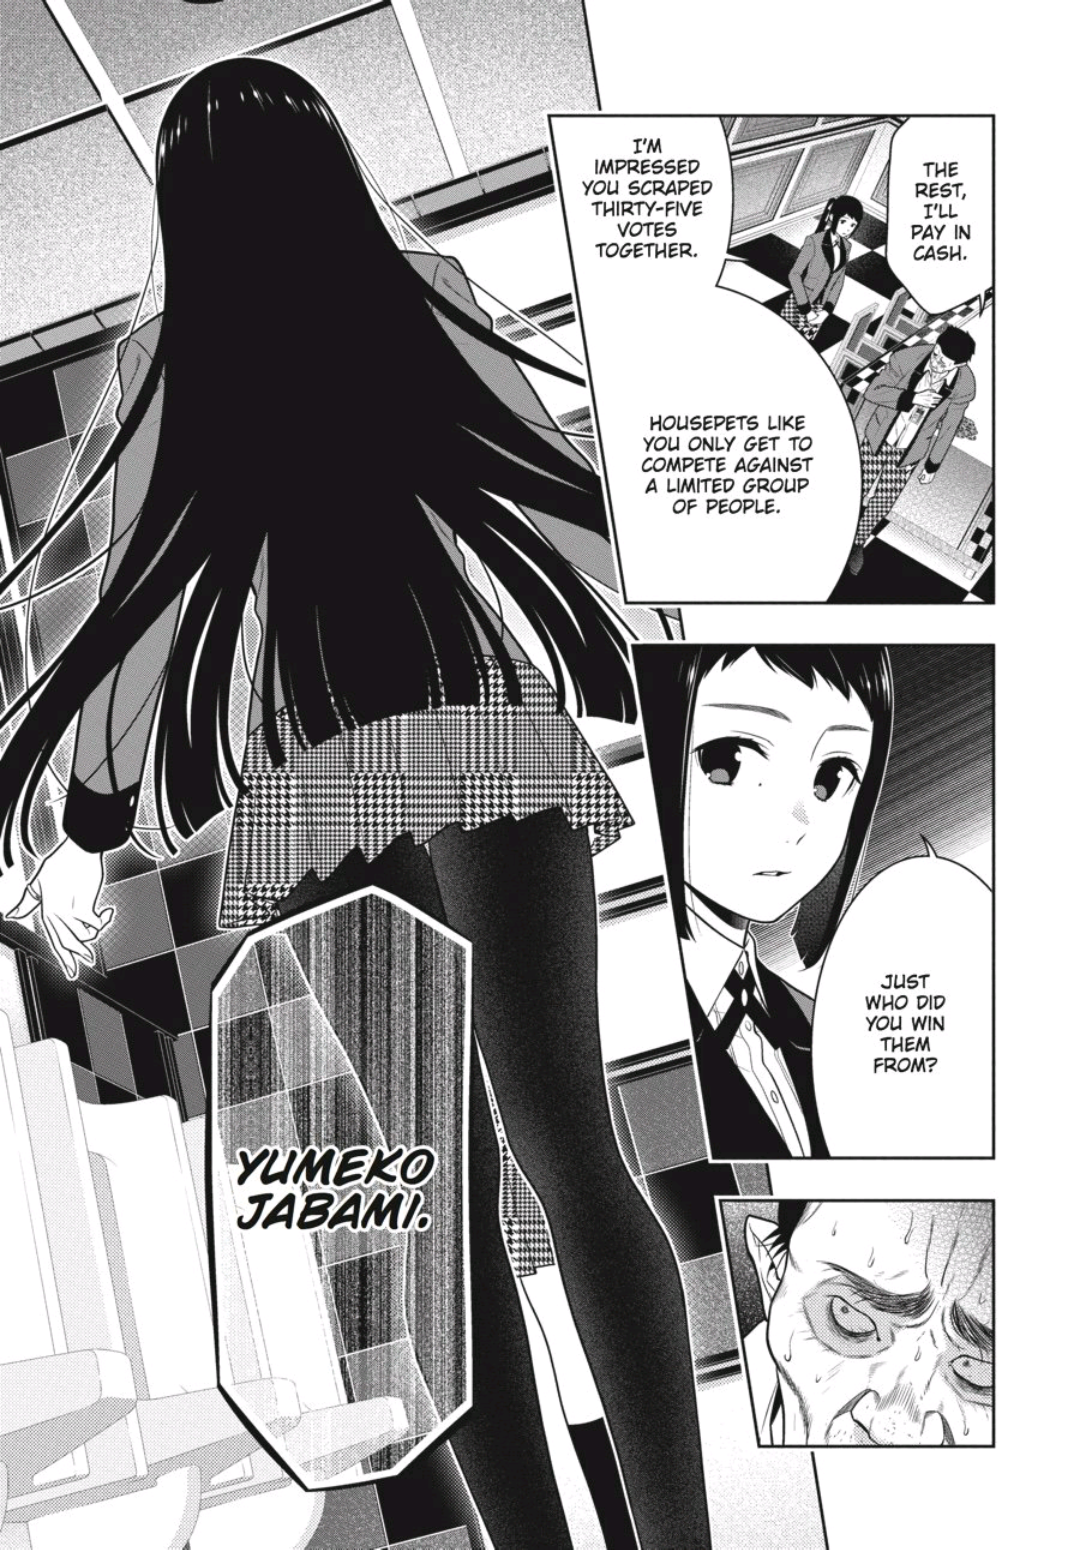 THE
REST,
I'LL
PAY IN
CASH.
I'M
IMPRESSED
YOU SCRAPED
THIRTY-FIVE
VOTES
TOGETHER.
HOUSEPETS LIKE
YOU ONLY GET TO
COMPETE AGAINST
A LIMITED GROUP
OF PEOPLE.
JUST
WHO DID
YOU WIN
THEM
FROM?
YUMEKO
JABAMI.